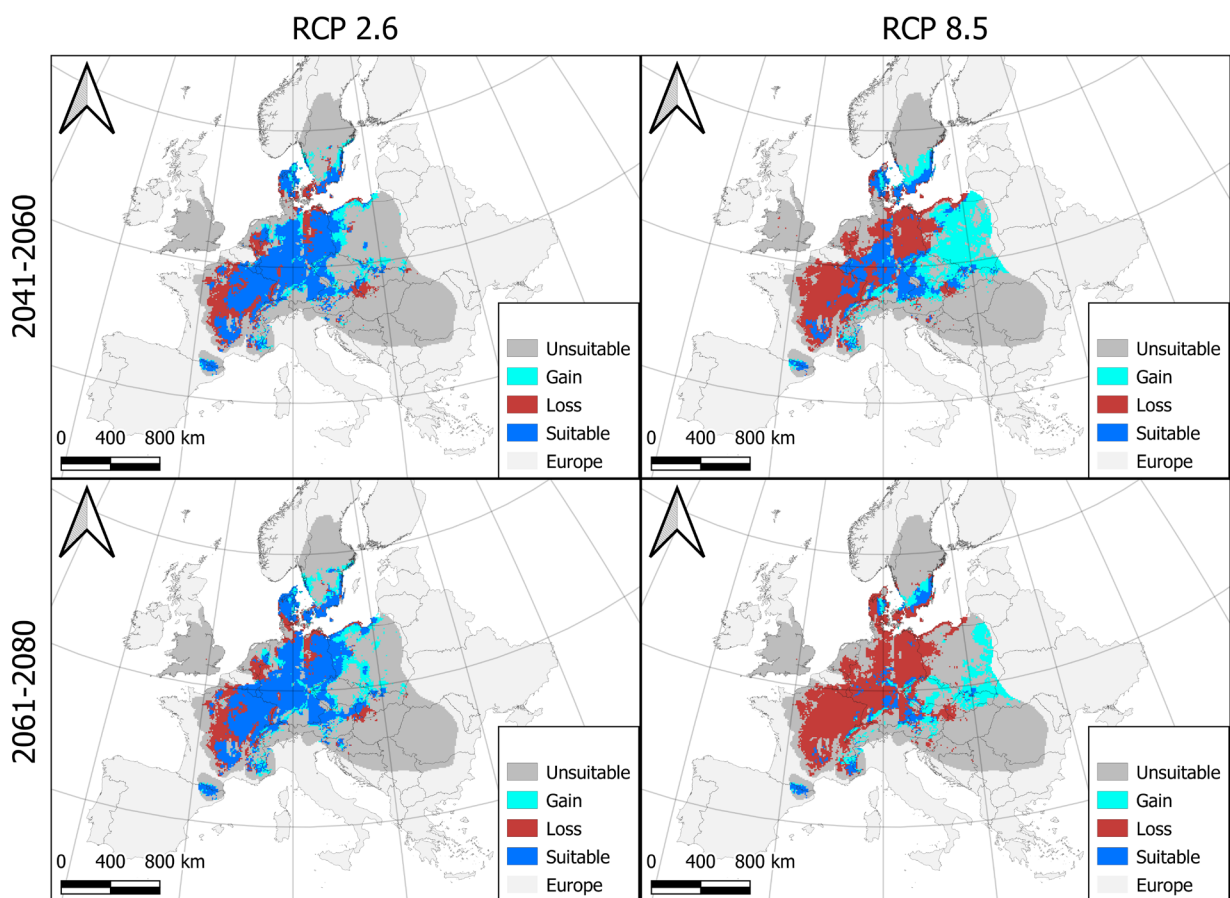 RCP 2.6
RCP 8.5
2041-2060
Unsuitable
Gain
Loss
Suitable
Europe
0 400 800 km
Unsuitable
Gain
Loss
Suitable
Europe
0 400 800 km
2061-2080
Unsuitable
Gain
Loss
Suitable
Europe
0 400 800 km
Unsuitable
Gain
Loss
Suitable
Europe
0 400 800 km